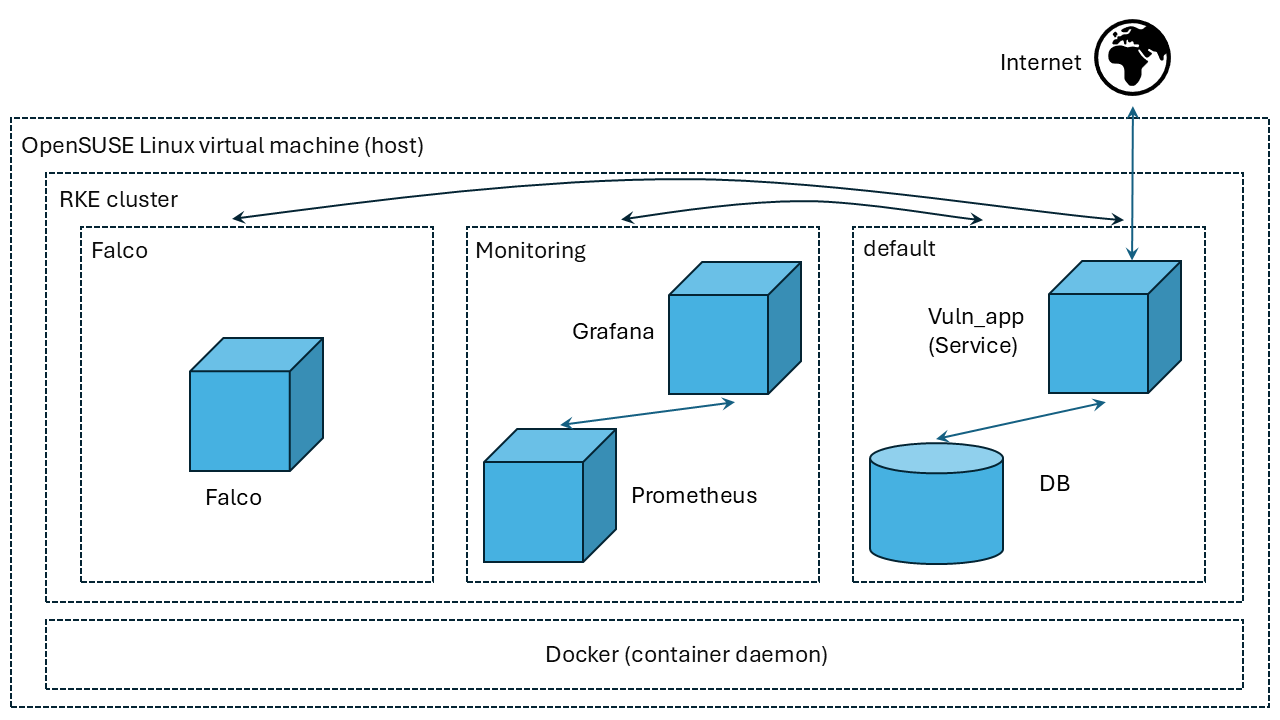 Internet
OpenSUSE Linux virtual machine (host)
RKE cluster
Falco
Falco
Monitoring
Grafana
Prometheus
default
Vuln_app
(Service)
DB
Docker (container daemon)